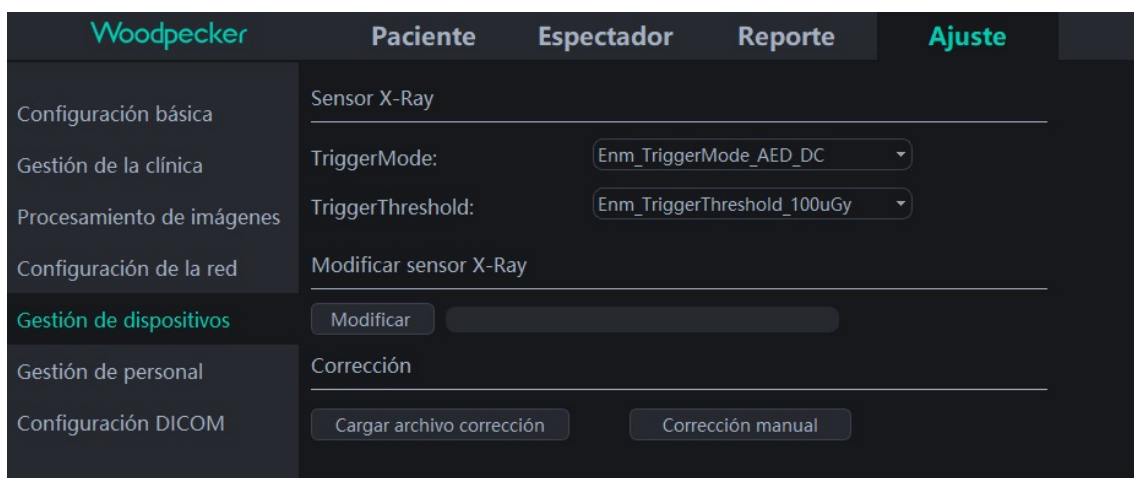 Woodpecker
Paciente Espectador Reporte Ajuste
Configuración básica
Gestión de la clínica
Procesamiento de imágenes
Configuración de la red
Gestión de dispositivos
Gestión de personal
Configuración DICOM
Sensor X-Ray
TriggerMode: Enm_TriggerMode_AED_DC
TriggerThreshold: Enm_TriggerThreshold_100uGy
Modificar sensor X-Ray
Modificar
Corrección
Cargar archivo corrección Corrección manual